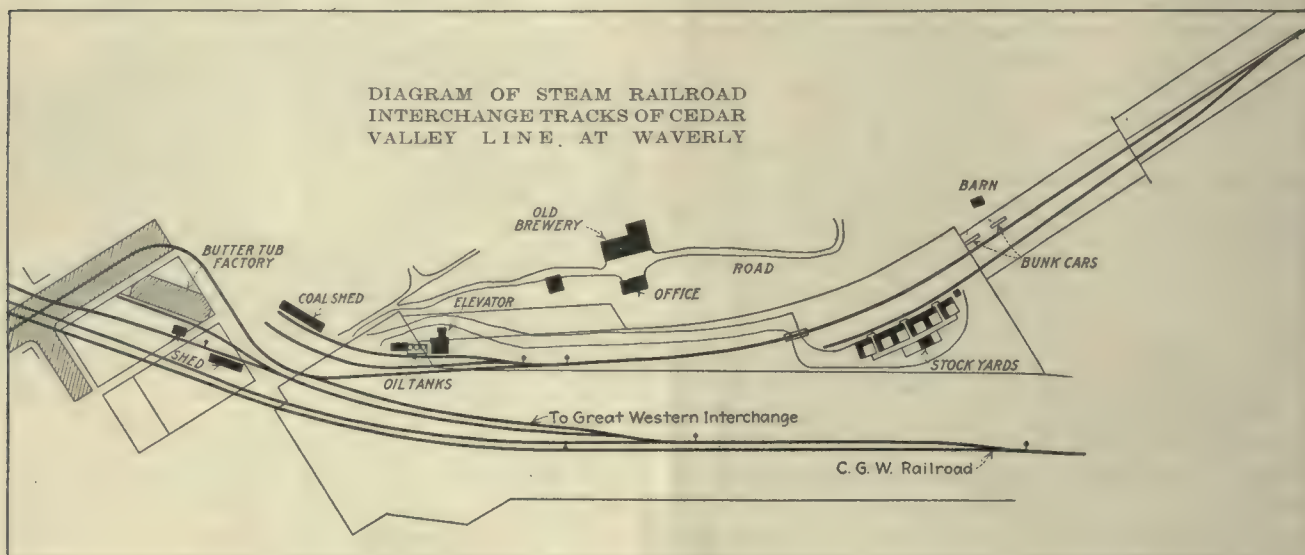 DIAGRAM OF STEAM RAILROAD
INTERCHANGE TRACKS OF CEDAR
VALLEY LINE, AT WAVERLY
BARN
OLD
BREWERY
BUTTER TUB
FACTORY
ROAD
BUNK CARS
COAL SHED
ELEVATOR
OFFICE
SHED
OIL TANKS
STOCK YARDS
To Great Western Interchange
C. G. W. Railroad